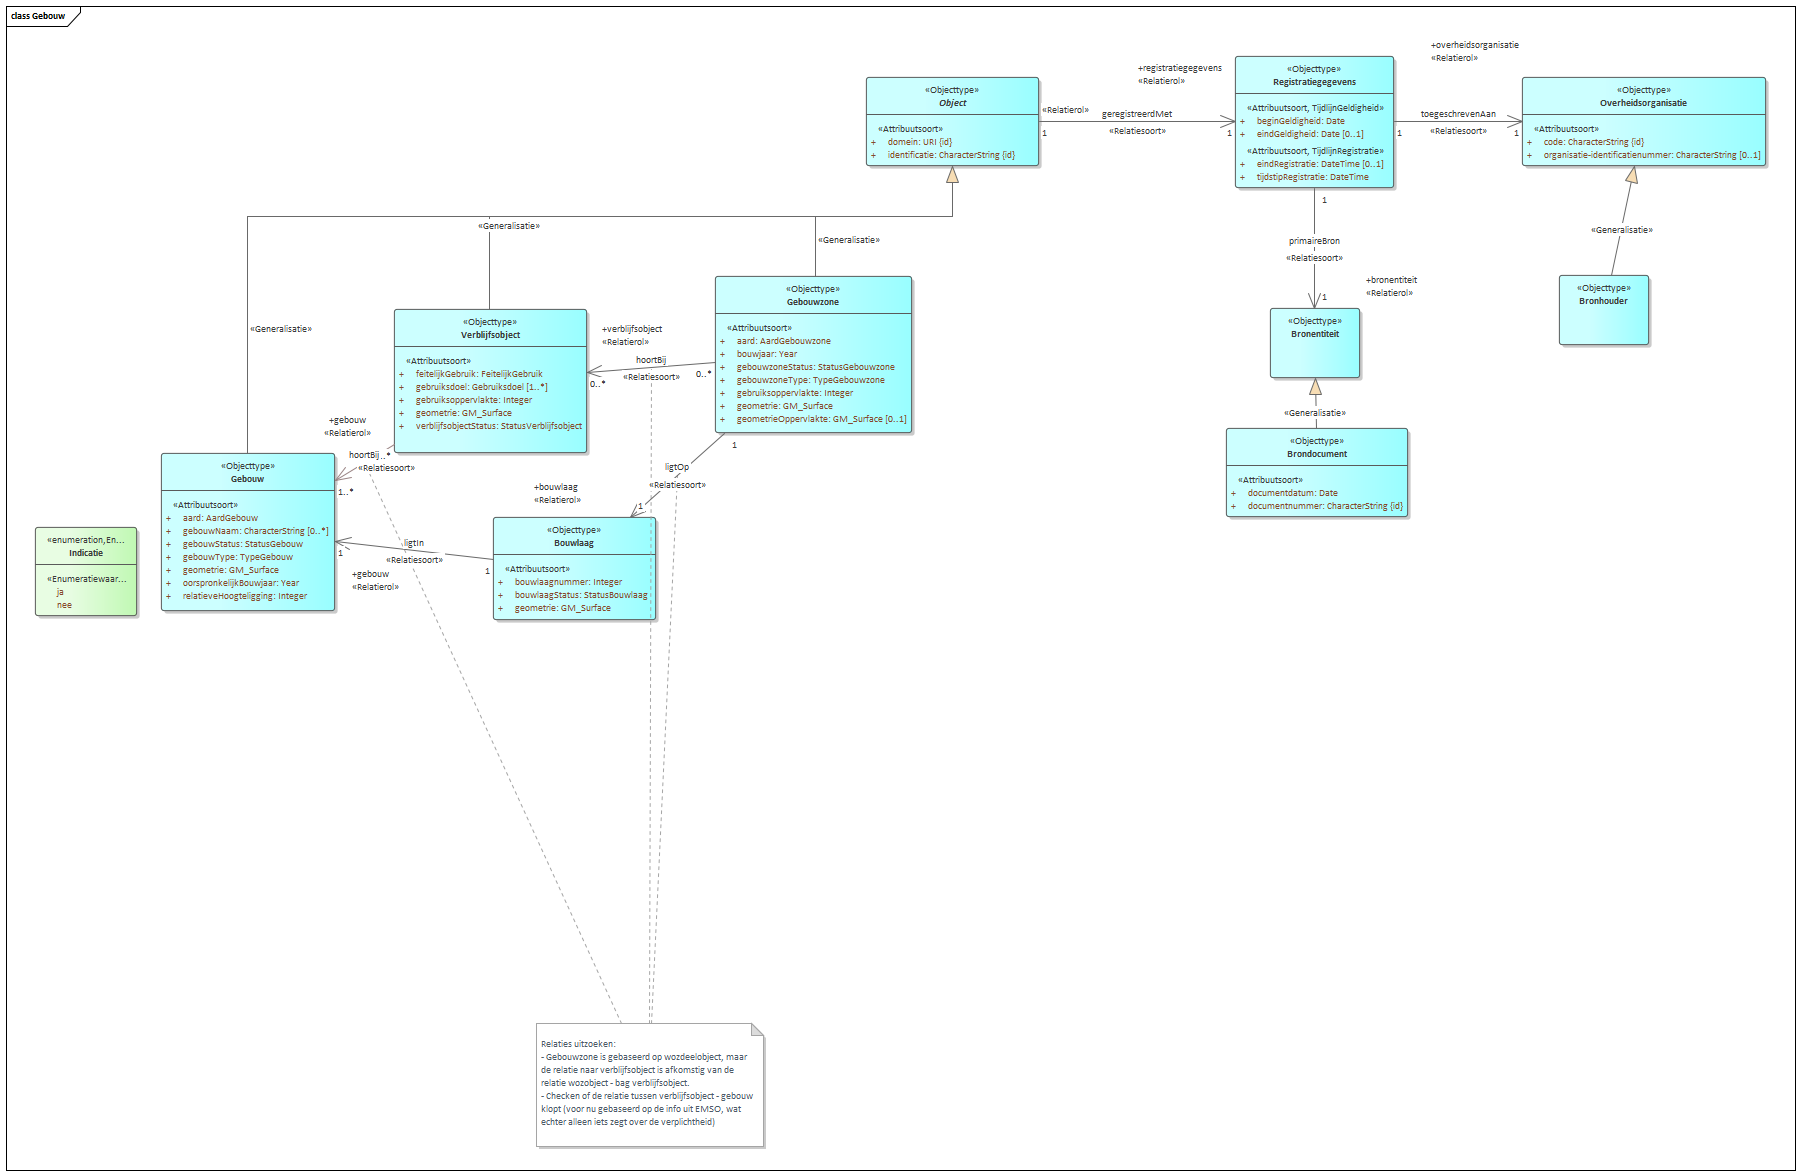 class Gebouw
+overheidsorganisatie
«Relatierol»
+registratiegegevens
«Relatierol»
«Objecttype»
Object
«Attribuutsoort»
+ domein: URI {id}
+ identificatie: CharacterString {id}
«Relatierol»
1
geregistreerdMet
«Relatiesoort»
1
«Objecttype»
Registratiegegevens
«Attribuutsoort, TijdlijnGeldigheid»
+ beginGeldigheid: Date
+ eindGeldigheid: Date [0..1]
«Attribuutsoort, TijdlijnRegistratie»
+ eindRegistratie: DateTime [0..1]
+ tijdstipRegistratie: DateTime
toegeschrevenAan
1
«Relatiesoort»
1
«Objecttype»
Overheidsorganisatie
«Attribuutsoort»
+ code: CharacterString {id}
+ organisatie-identificatienummer: CharacterString [0..1]
1
primaireBron
«Relatiesoort»
1
+bronentiteit
«Relatierol»
«Generalisatie»
«Objecttype»
Bronhouder
«Objecttype»
Bronentiteit
«Generalisatie»
«Objecttype»
Brondocument
«Attribuutsoort»
+ documentdatum: Date
+ documentnummer: CharacterString {id}
«Generalisatie»
«Generalisatie»
«Generalisatie»
«Objecttype»
Gebouwzone
«Attribuutsoort»
+ aard: AardGebouwzone
+ bouwjaar: Year
+ gebouwzoneStatus: StatusGebouwzone
+ gebouwzoneType: TypeGebouwzone
+ gebruiksoppervlakte: Integer
+ geometrie: GM_Surface
+ geometrieOppervlakte: GM_Surface [0..1]
«Objecttype»
Verblijfsobject
«Attribuutsoort»
+ feitelijkGebruik: FeitelijkGebruik
+ gebruiksdoel: Gebruiksdoel [1..*]
+ gebruiksoppervlakte: Integer
+ geometrie: GM_Surface
+ verblijfsobjectStatus: StatusVerblijfsobject
+verblijfsobject
«Relatierol»
hoortBij
«Relatiesoort»
0..*
0..*
+gebouw
«Relatierol»
hoortBij..*
«Relatiesoort»
1..*
1
ligtOp
«Relatiesoort»
1
+bouwlaag
«Relatierol»
«Objecttype»
Gebouw
«Attribuutsoort»
+ aard: AardGebouw
+ gebouwNaam: CharacterString [0..*]
+ gebouwStatus: StatusGebouw
+ gebouwType: TypeGebouw
+ geometrie: GM_Surface
+ oorspronkelijkBouwjaar: Year
+ relatieveHoogteligging: Integer
«enumeration,En...
Indicatie
«Enumeratiewaar...
ja
nee
1
ligtIn
«Relatiesoort»
1
+gebouw
«Relatierol»
«Objecttype»
Bouwlaag
«Attribuutsoort»
+ bouwlaagnummer: Integer
+ bouwlaagStatus: StatusBouwlaag
+ geometrie: GM_Surface
Relaties uitzoeken:
- Gebouwzone is gebaseerd op wozdeelobject, maar
de relatie naar verblijfsobject is afkomstig van de
relatie wozobject - bag verblijfsobject.
- Checken of de relatie tussen verblijfsobject - gebouw
klopt (voor nu gebaseerd op de info uit EMSO, wat
echter alleen iets zegt over de verplichtheid)